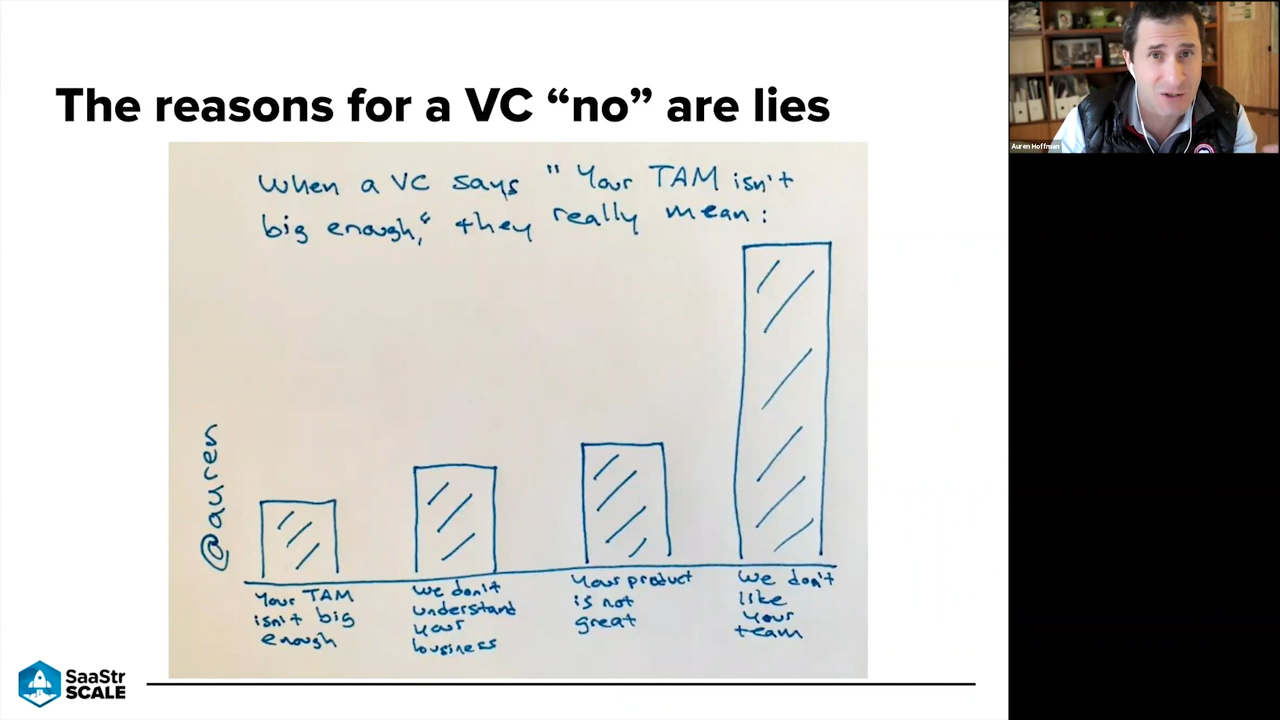 The reasons for a VC “no” are lies
When a VC says "Your TAM isn't
big enough," they really mean:
@auren
Your TAM
isn't big
enough
We don't
understand
your
business
Your product
is not
great
We don't
like
your
team
SaaStr
SCALE
Auren Hoffman